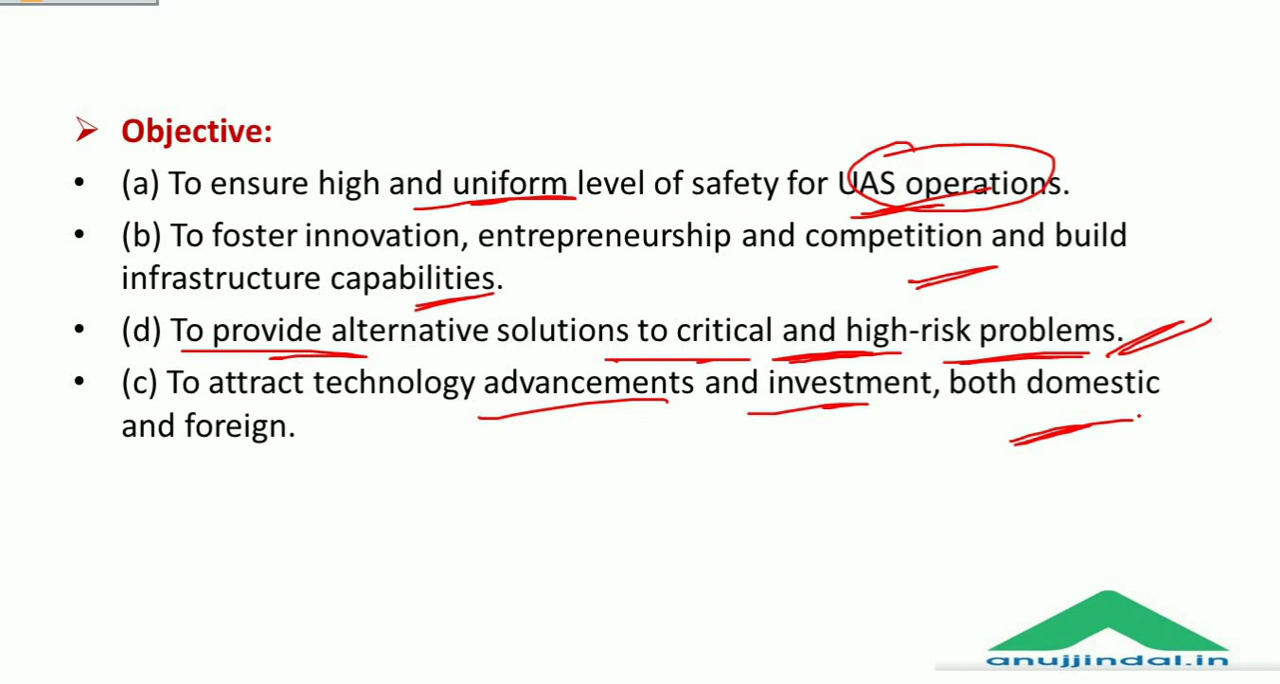 Objective:
(a) To ensure high and uniform level of safety for UAS operations.
(b) To foster innovation, entrepreneurship and competition and build
infrastructure capabilities.
(d) To provide alternative solutions to critical and high-risk problems.
(c) To attract technology advancements and investment, both domestic
and foreign.
anujjindal.in